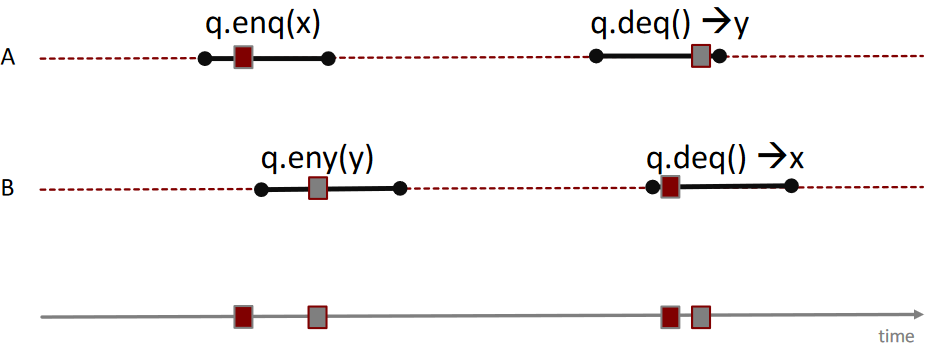 q.enq(x) q.deq() →y
A
q.eny(y) q.deq() →x
B
time